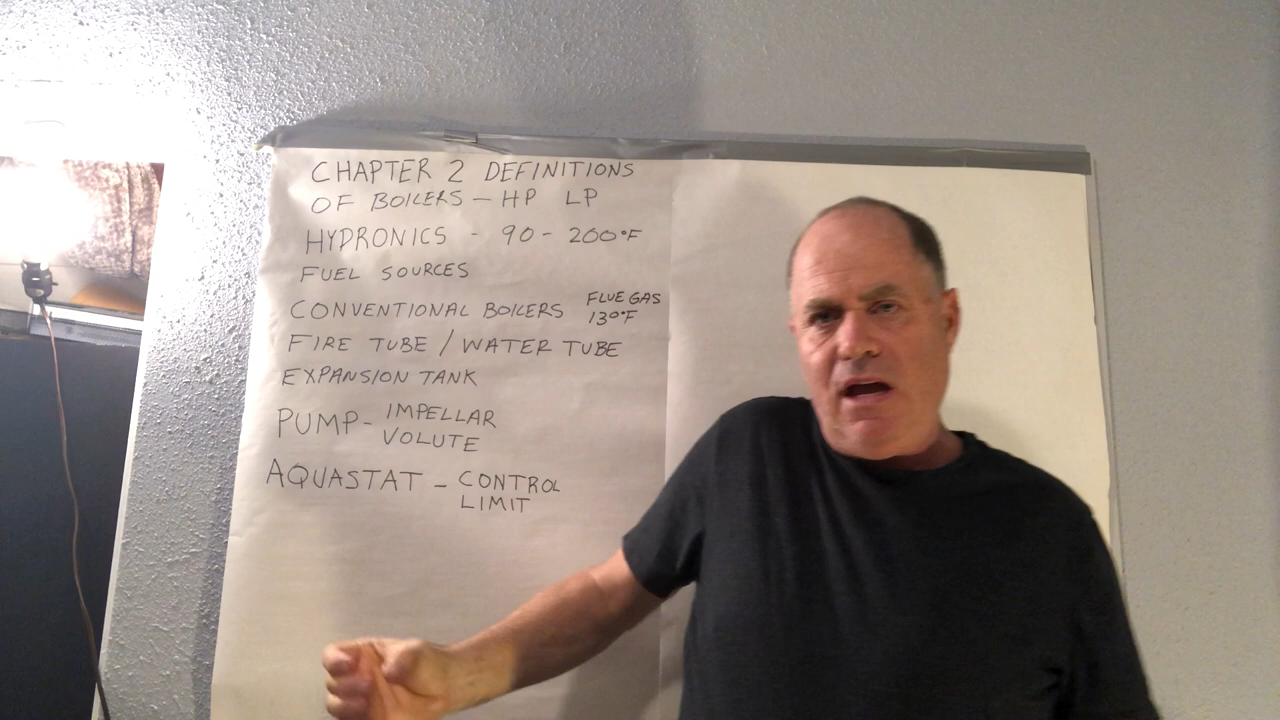 CHAPTER 2 DEFINITIONS
OF BOILERS - HP LP
HYDRONICS - 90 - 200°F
FUEL SOURCES
CONVENTIONAL BOILERS FLUE GAS
130°F
FIRE TUBE / WATER TUBE
EXPANSION TANK
PUMP - IMPELLAR
VOLUTE
AQUASTAT - CONTROL
LIMIT